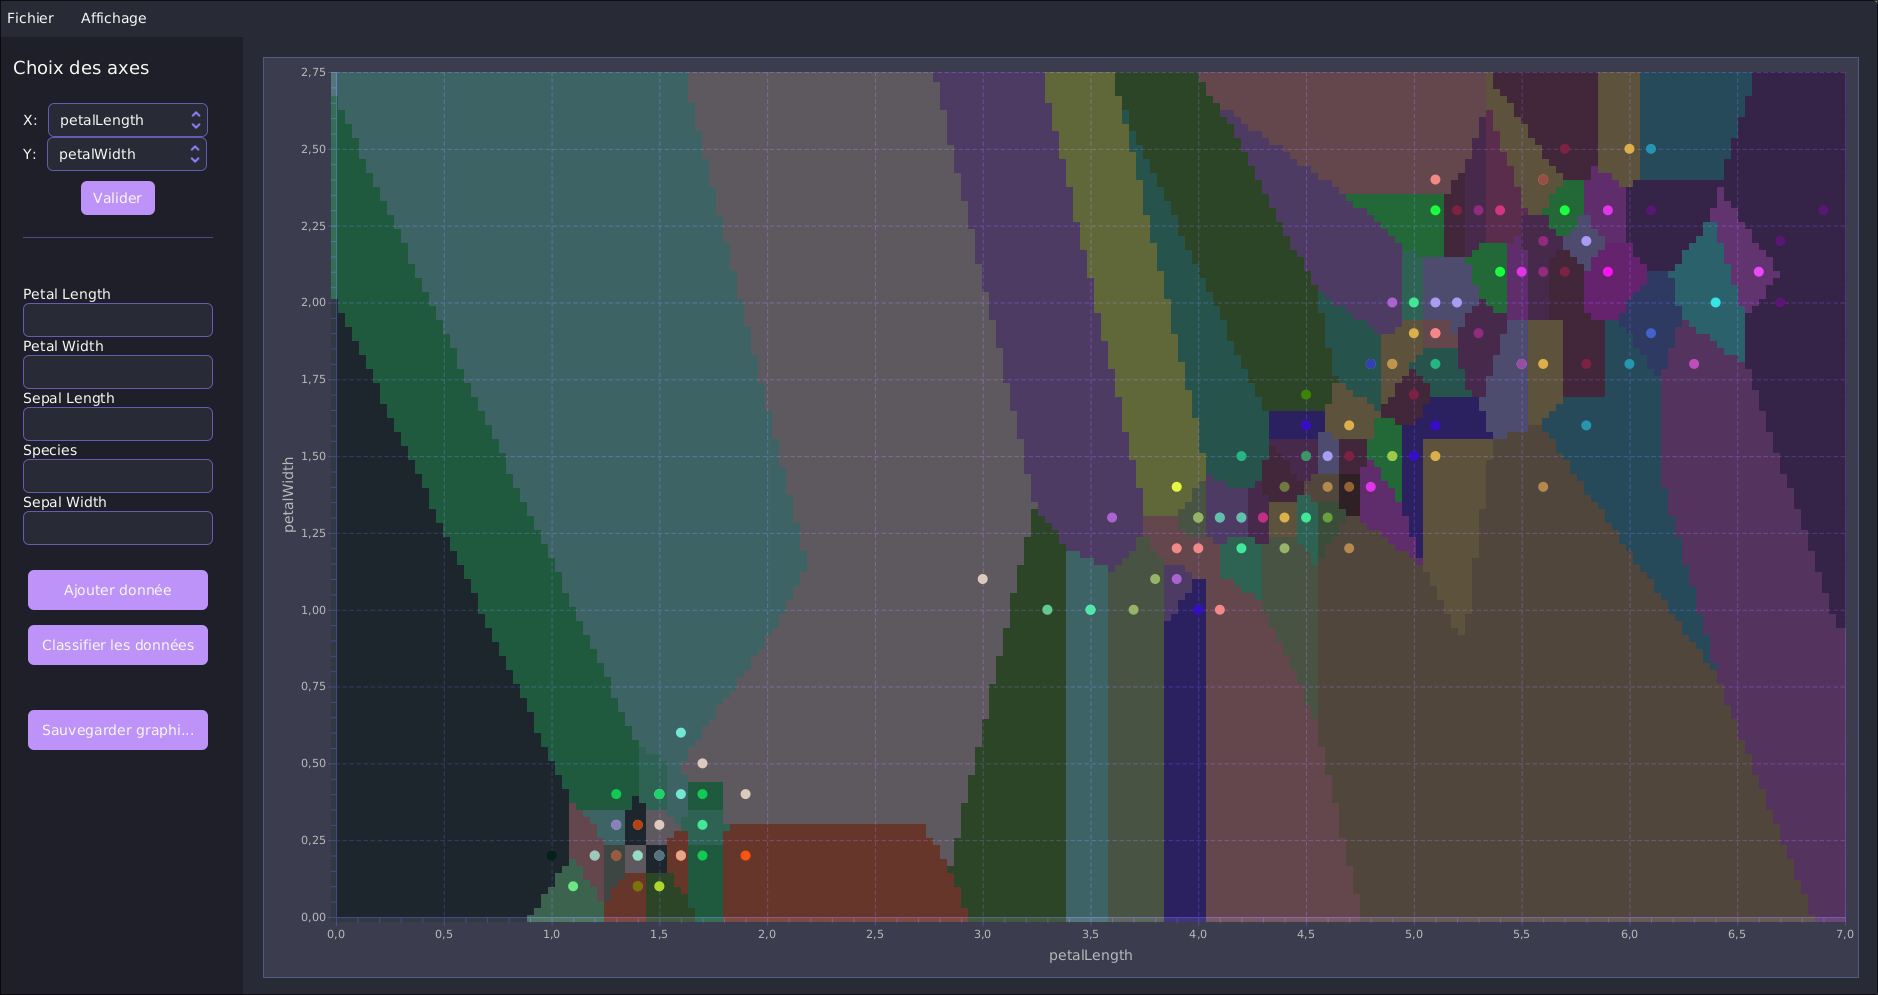 Fichier Affichage
Choix des axes
X: petalLength
Y: petalWidth
Valider
Petal Length
Petal Width
Sepal Length
Species
Sepal Width
Ajouter donnée
Classifier les données
Sauvegarder graphi...
petalWidth
2,75
2,50
2,25
2,00
1,75
1,50
1,25
1,00
0,75
0,50
0,25
0,00
0,0 0,5 1,0 1,5 2,0 2,5 3,0 3,5 4,0 4,5 5,0 5,5 6,0 6,5 7,0
petalLength